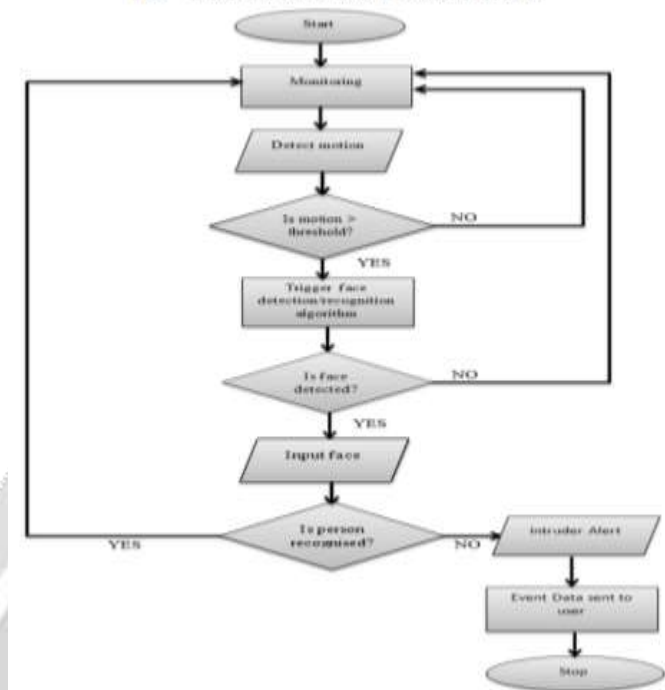 Start
Monitoring
Detect motion
Is motion >
threshold?
NO
YES
Trigger face
detection/recognition
algorithm
Is face
detected?
NO
YES
Input face
Is person
recognised?
YES
NO
Intruder Alert
Event Data sent to
user
Stop